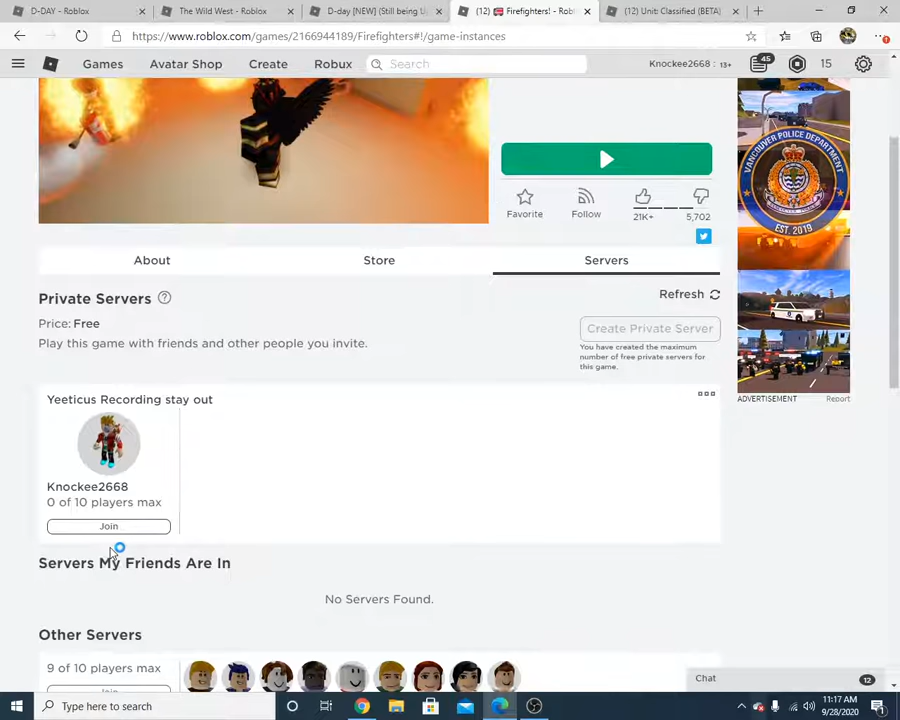 D-DAY - Roblox
The Wild West - Roblox
D-day [NEW] (Still being U
(12) 🚒 Firefighters! - Robl
(12) Unit: Classified (BETA)
https://www.roblox.com/games/2166944189/Firefighters#!/game-instances
Games
Avatar Shop
Create
Robux
Search
Knockee2668 : 13+
45
15
21K+
5,702
About
Store
Servers
Private Servers
Refresh
Price: Free
Create Private Server
Play this game with friends and other people you invite.
You have created the maximum
number of free private servers for
this game.
VANCOUVER POLICE DEPARTMENT
EST. 2019
ADVERTISEMENT
Report
Yeeticus Recording stay out
Knockee2668
0 of 10 players max
Join
Servers My Friends Are In
No Servers Found.
Other Servers
9 of 10 players max
Chat
12
Type here to search
11:17 AM
9/28/2020